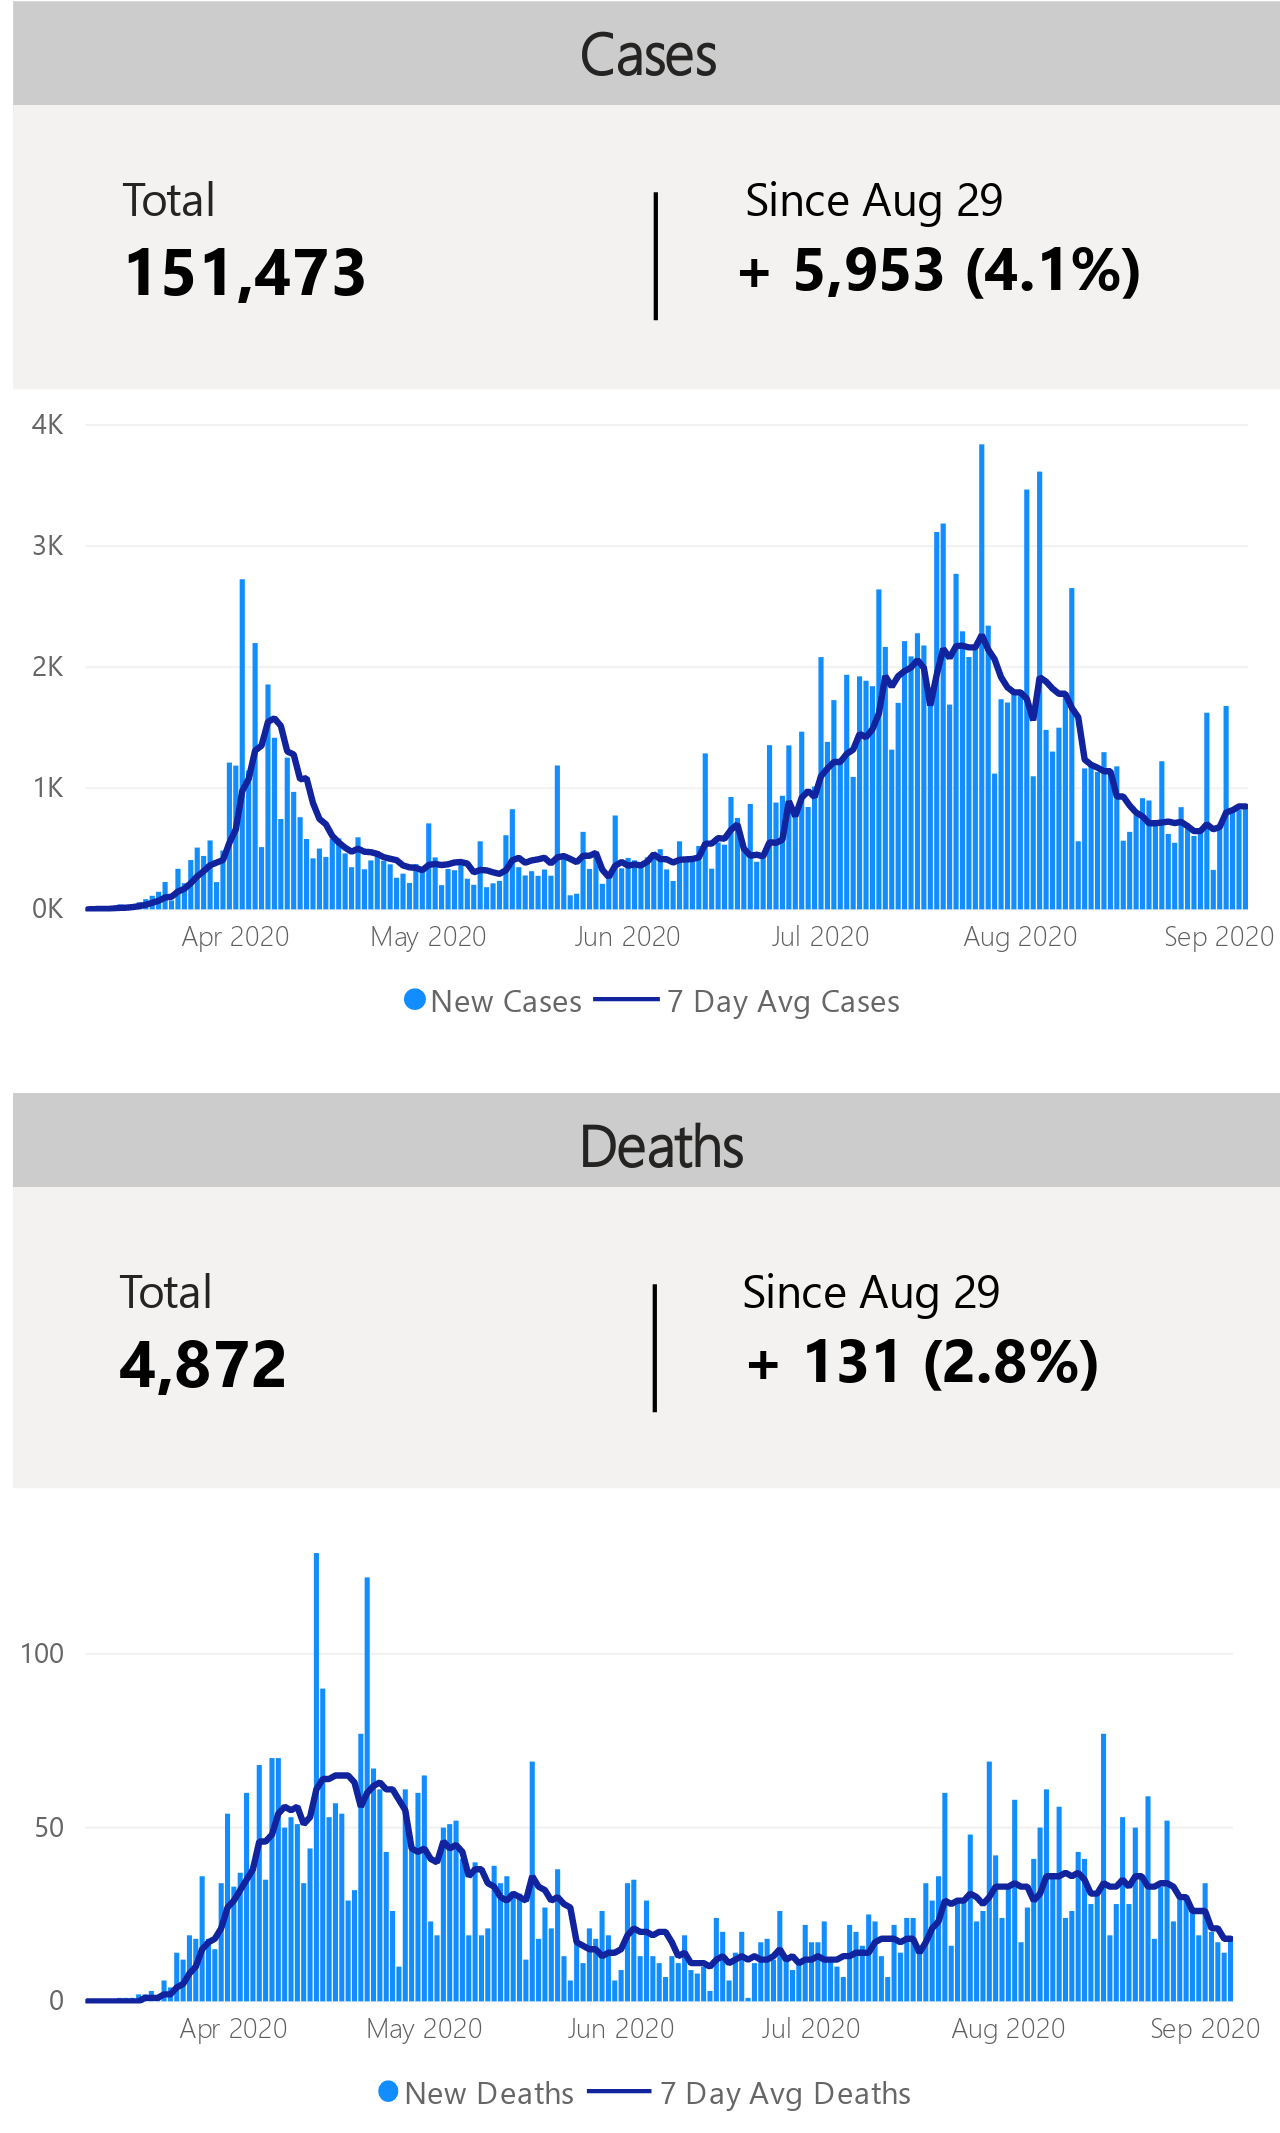 Cases
Total
Since Aug 29
151,473
+ 5,953 (4.1%)
4K
3K
2K
1K
0K
Apr 2020
May 2020
Jun 2020
Jul 2020
Aug 2020
Sep 2020
New Cases
7 Day Avg Cases
Deaths
Total
Since Aug 29
4,872
+ 131 (2.8%)
100
50
0
Apr 2020
May 2020
Jun 2020
Jul 2020
Aug 2020
Sep 2020
New Deaths
7 Day Avg Deaths